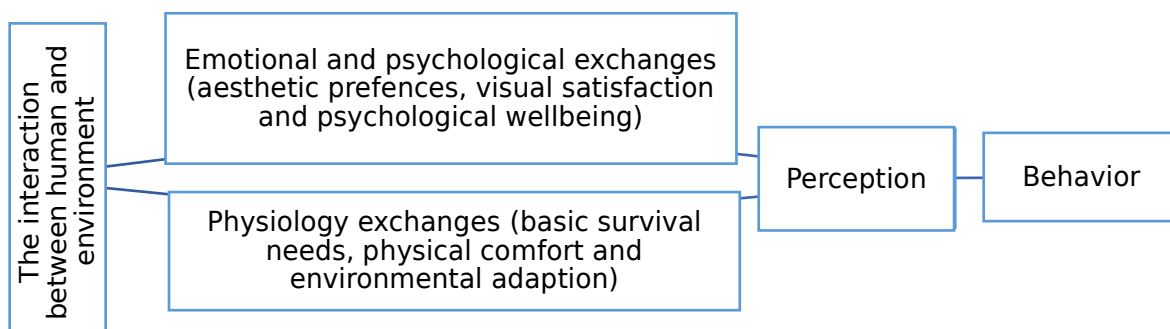 The interaction
between human and
environment
Emotional and psychological exchanges
(aesthetic prefences, visual satisfaction
and psychological wellbeing)
Physiology exchanges (basic survival
needs, physical comfort and
environmental adaption)
Perception
Behavior